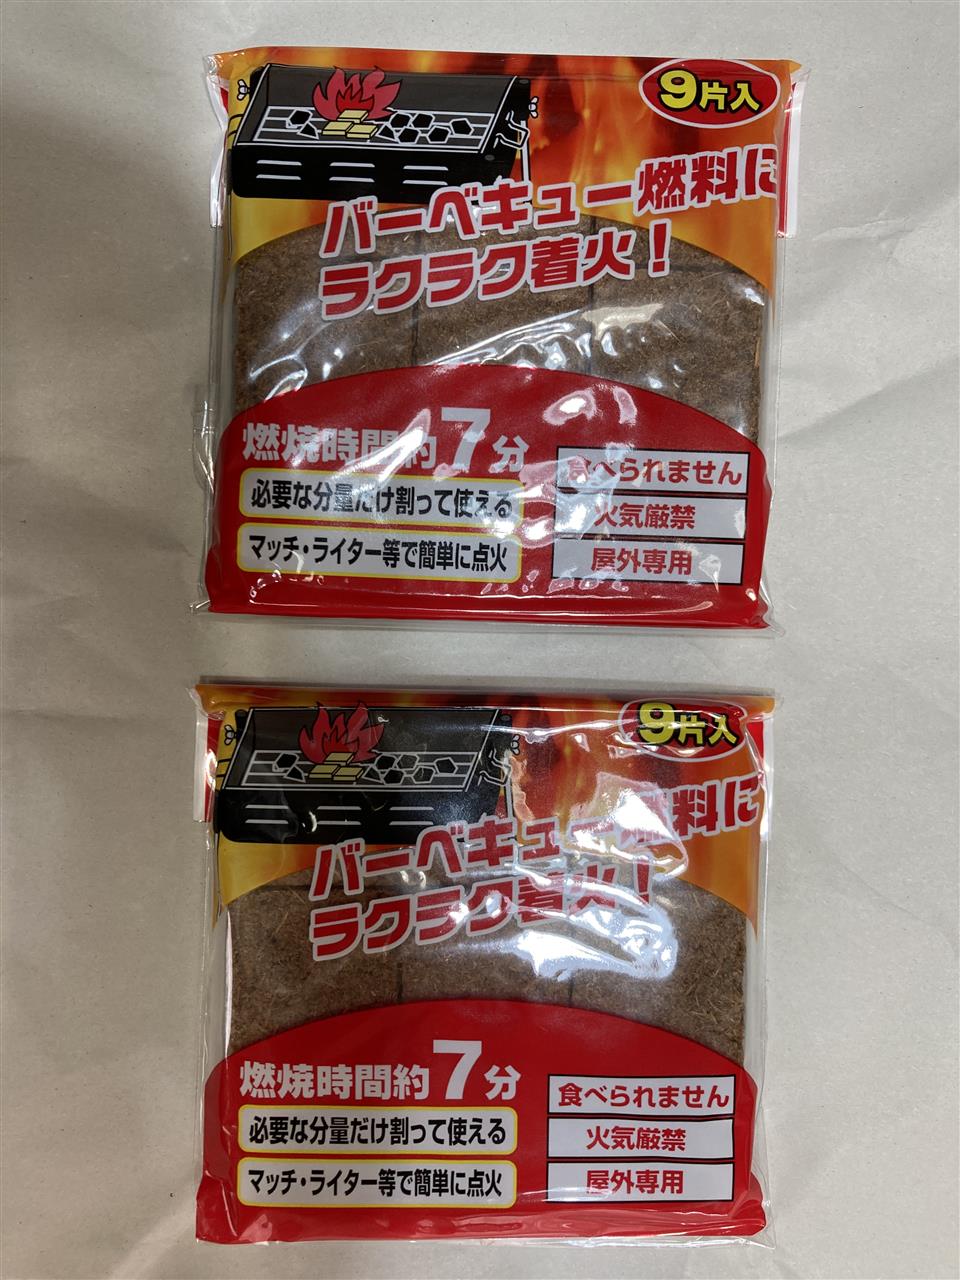 9片入
バーベキュー燃料に
ラクラク着火！
燃焼時間約7分
必要な分量だけ割って使える
マッチ・ライター等で簡単に点火
食べられません
火気厳禁
屋外専用
9片入
バーベキュー燃料に
ラクラク着火！
燃焼時間約7分
必要な分量だけ割って使える
マッチ・ライター等で簡単に点火
食べられません
火気厳禁
屋外専用